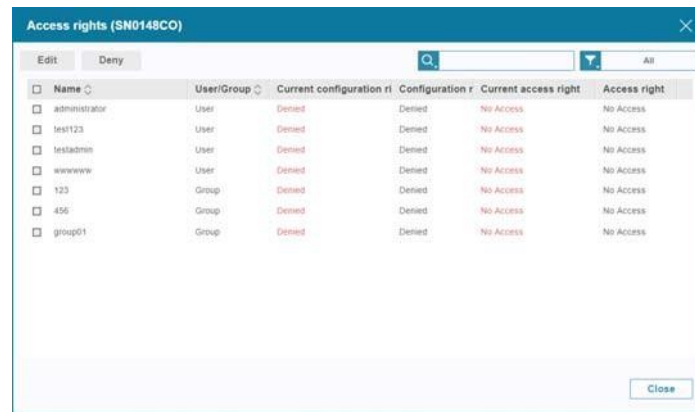 Access rights (SN0148CO)
Edit Deny All
Name User/Group Current configuration ri Configuration r Current access right Access right
administrator User Denied Denied No Access No Access
test123 User Denied Denied No Access No Access
testadmin User Denied Denied No Access No Access
wwwwww User Denied Denied No Access No Access
123 Group Denied Denied No Access No Access
456 Group Denied Denied No Access No Access
group01 Group Denied Denied No Access No Access
Close